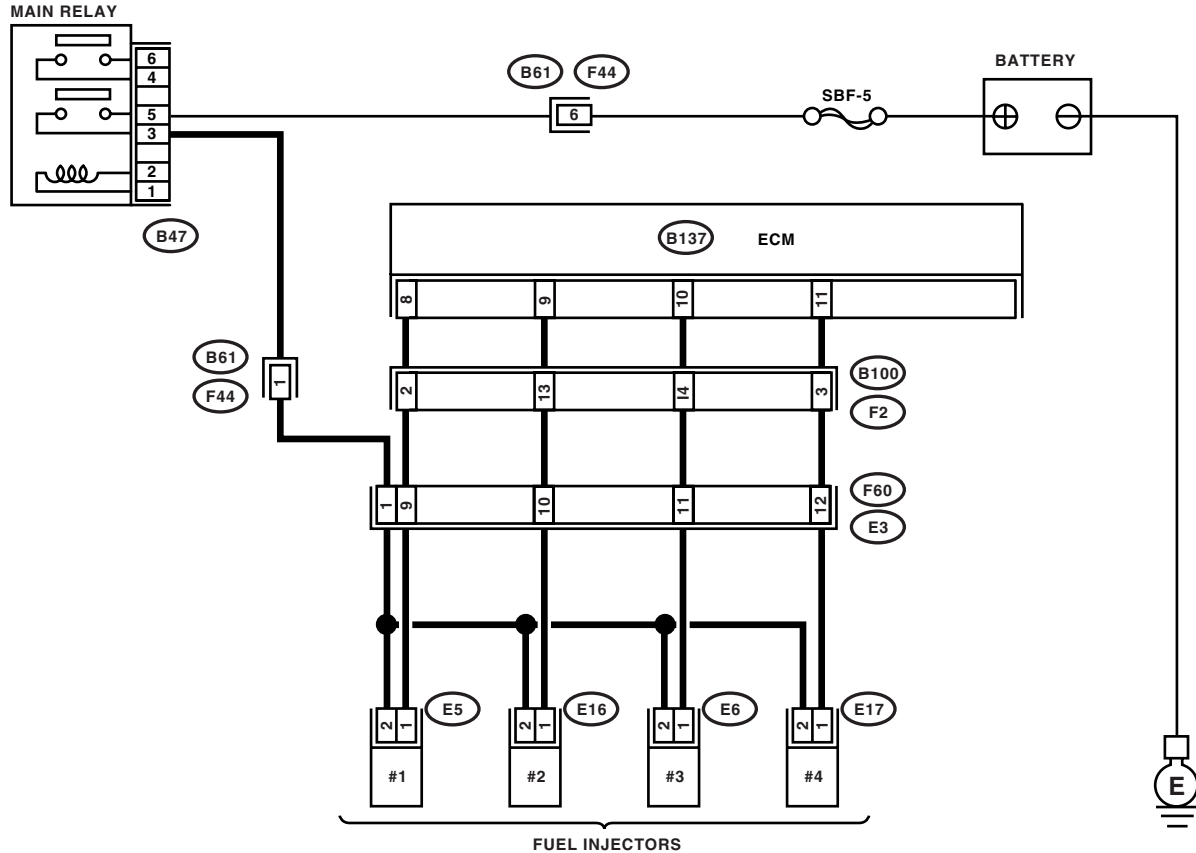 MAIN RELAY
6
4
5
3
2
1
B47
B61 F44
6
SBF-5
BATTERY
B137 ECM
8 9 10 11
B61
F44
1
2 13 14 3
B100
F2
1 9 10 11 12
F60
E3
2 1 E5
2 1 E16
2 1 E6
2 1 E17
#1 #2 #3 #4
E
FUEL INJECTORS